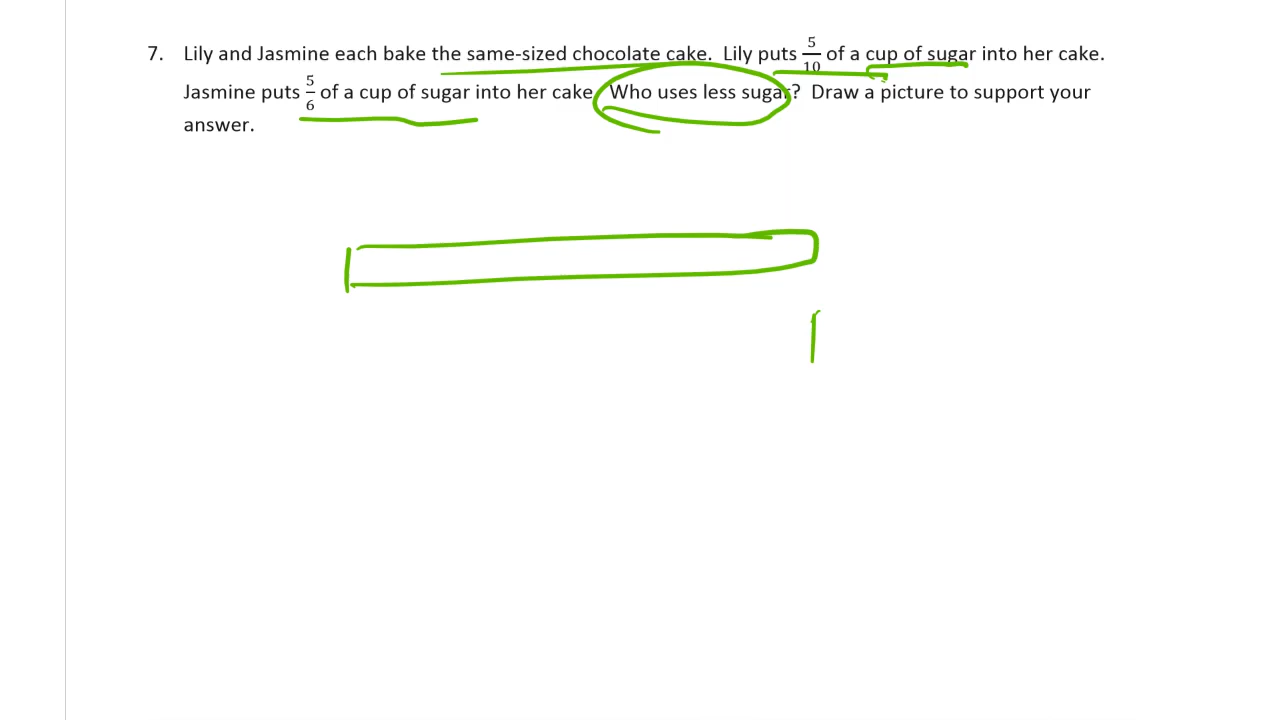 7. Lily and Jasmine each bake the same-sized chocolate cake. Lily puts 5/10 of a cup of sugar into her cake.
Jasmine puts 5/6 of a cup of sugar into her cake. Who uses less sugar? Draw a picture to support your
answer.